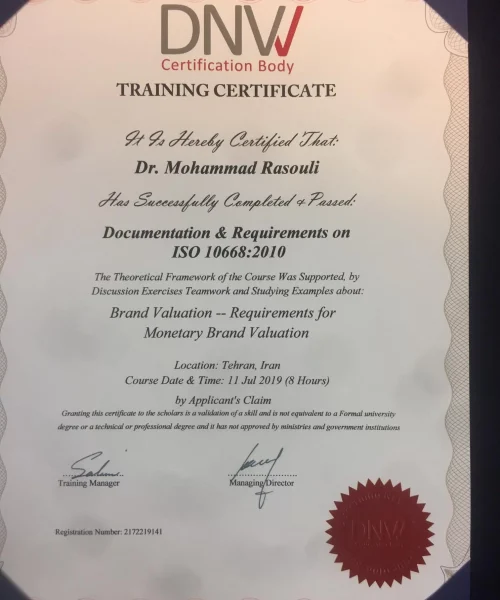 DNW
Certification Body
TRAINING CERTIFICATE
It Is Hereby Certified That:
Dr. Mohammad Rasouli
Has Successfully Completed & Passed:
Documentation & Requirements on
ISO 10668:2010
The Theoretical Framework of the Course Was Supported, by
Discussion Exercises Teamwork and Studying Examples about:
Brand Valuation -- Requirements for
Monetary Brand Valuation
Location: Tehran, Iran
Course Date & Time: 11 Jul 2019 (8 Hours)
by Applicant's Claim
Granting this certificate to the scholars is a validation of a skill and is not equivalent to a Formal university
degree or a technical or professional degree and it has not approved by ministries and government institutions
Training Manager
Managing Director
Registration Number: 2172219141
DNW